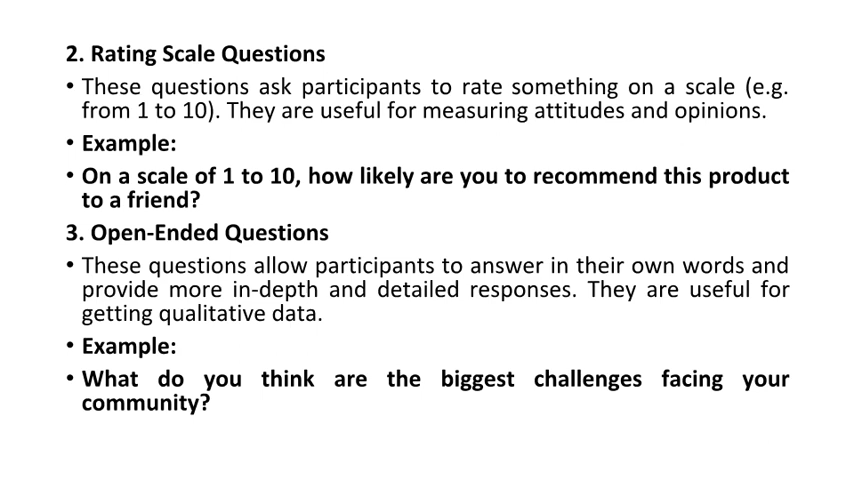 2. Rating Scale Questions
• These questions ask participants to rate something on a scale (e.g.
from 1 to 10). They are useful for measuring attitudes and opinions.
• Example:
• On a scale of 1 to 10, how likely are you to recommend this product
to a friend?
3. Open-Ended Questions
• These questions allow participants to answer in their own words and
provide more in-depth and detailed responses. They are useful for
getting qualitative data.
• Example:
• What do you think are the biggest challenges facing your
community?